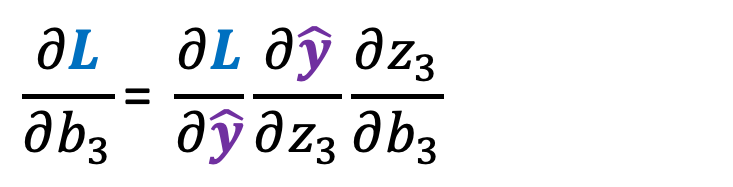 ∂L/∂b₃ = ∂L/∂ŷ ∂ŷ/∂z₃ ∂z₃/∂b₃